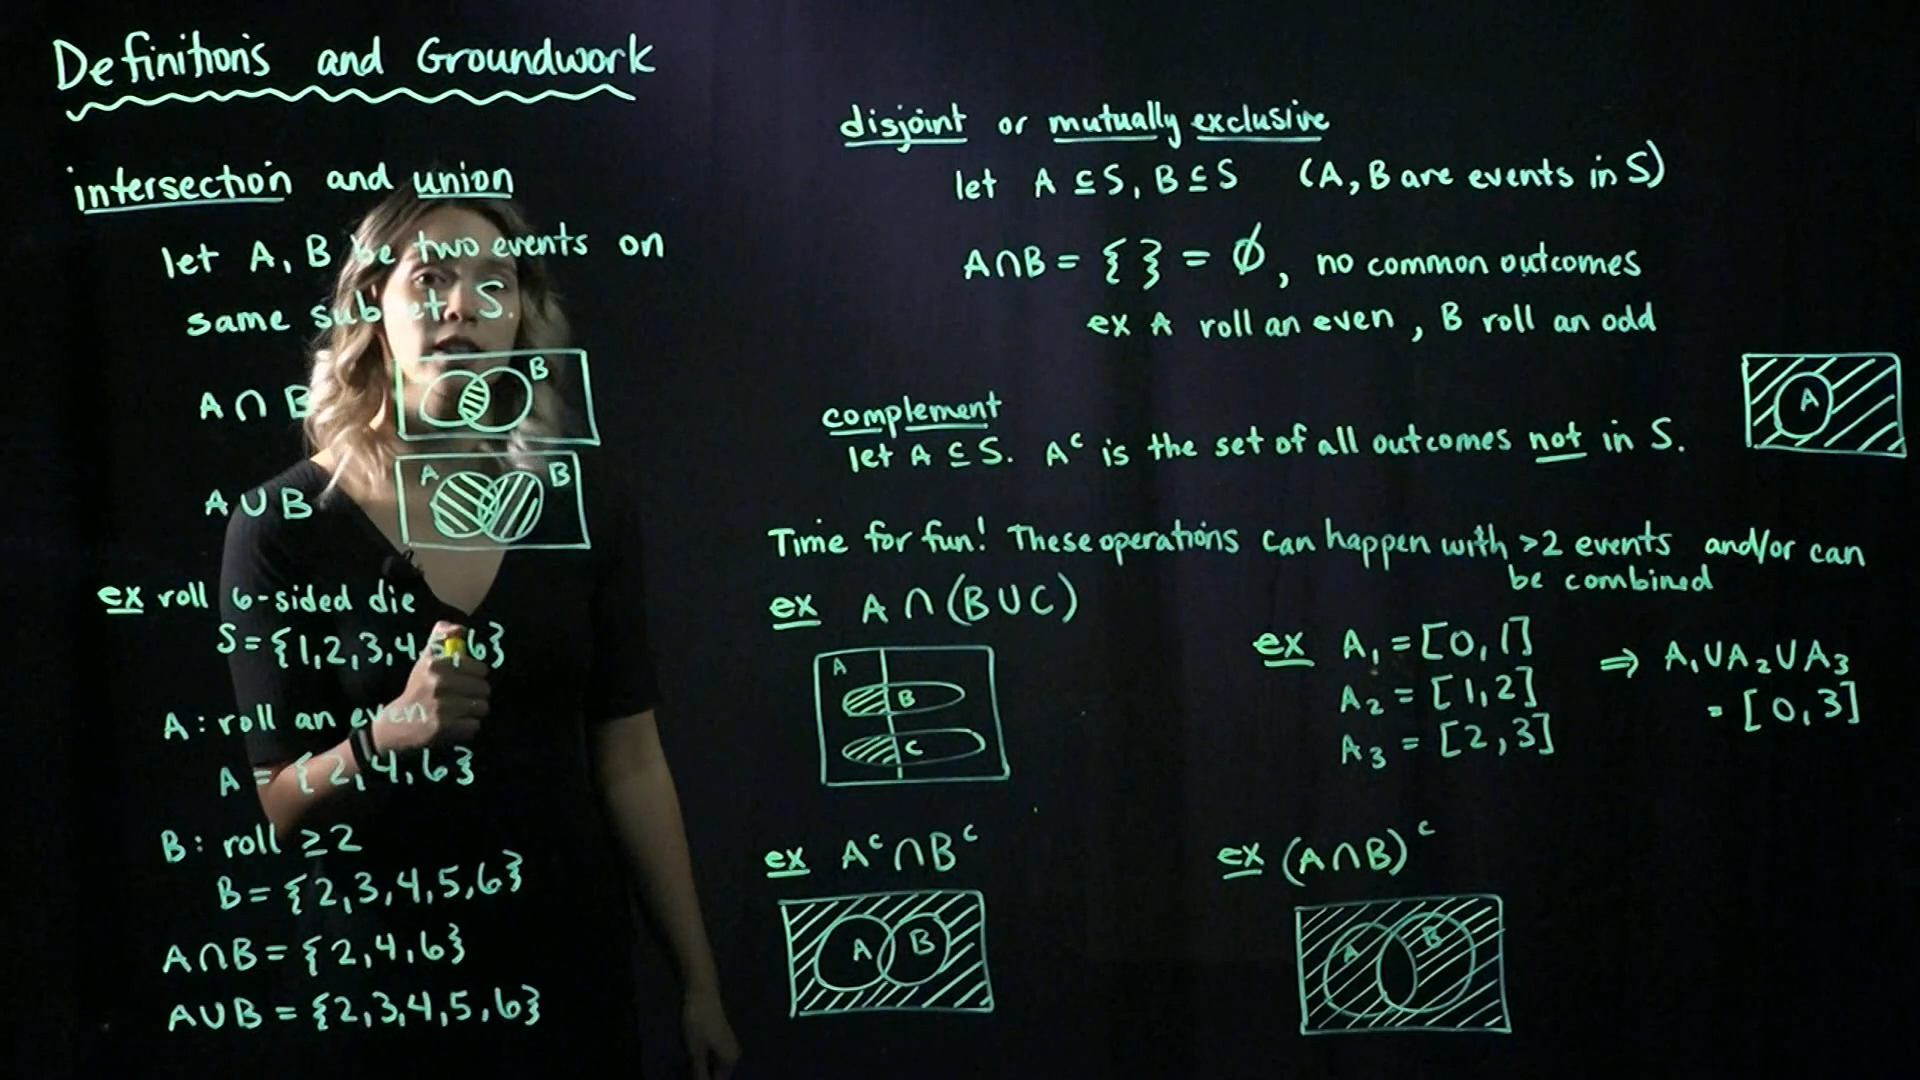 Definitions and Groundwork
intersection and union
let A, B be two events on
same subset S.
A ∩ B
B
A ∪ B
A B
ex roll 6-sided die
S = {1,2,3,4,5,6}
A: roll an even
A = {2,4,6}
B: roll ≥2
B = {2,3,4,5,6}
A∩B = {2,4,6}
A∪B = {2,3,4,5,6}
disjoint or mutually exclusive
let A ⊆ S, B ⊆ S (A, B are events in S)
A∩B = { } = ∅, no common outcomes
ex A roll an even, B roll an odd
complement
let A ⊆ S. Aᶜ is the set of all outcomes not in S.
A
Time for fun! These operations can happen with >2 events and/or can
be combined
ex A ∩ (B ∪ C)
A
B
C
ex A₁ = [0,1] ⇒ A₁∪A₂∪A₃
A₂ = [1,2] = [0,3]
A₃ = [2,3]
ex Aᶜ∩Bᶜ
A B
ex (A∩B)ᶜ
A B